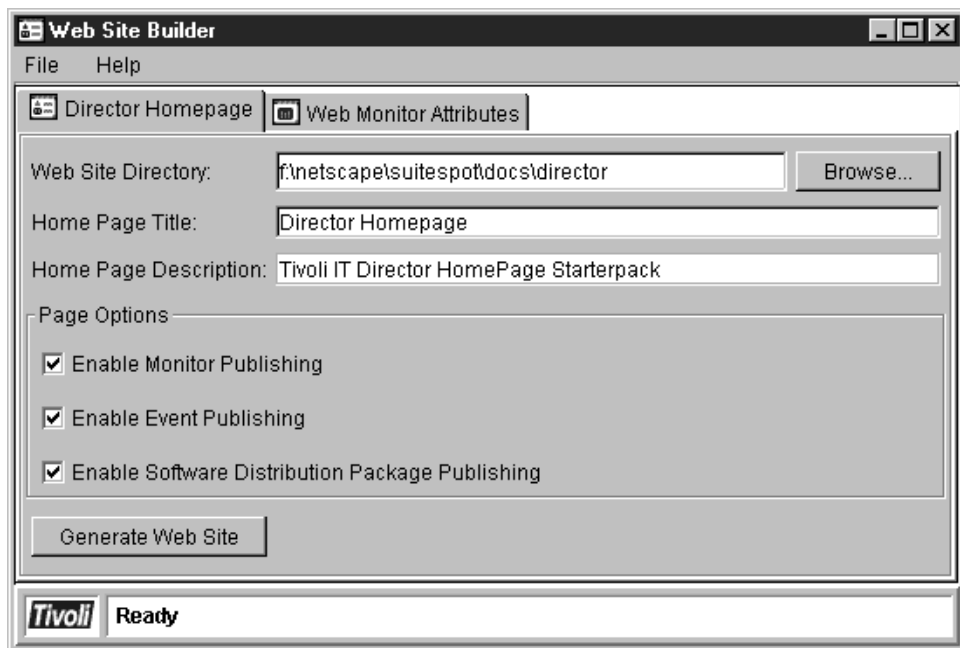 Web Site Builder
File Help
Director Homepage Web Monitor Attributes
Web Site Directory: f:\netscape\suitespot\docs\director Browse...
Home Page Title: Director Homepage
Home Page Description: Tivoli IT Director HomePage Starterpack
Page Options
Enable Monitor Publishing
Enable Event Publishing
Enable Software Distribution Package Publishing
Generate Web Site
Tivoli Ready